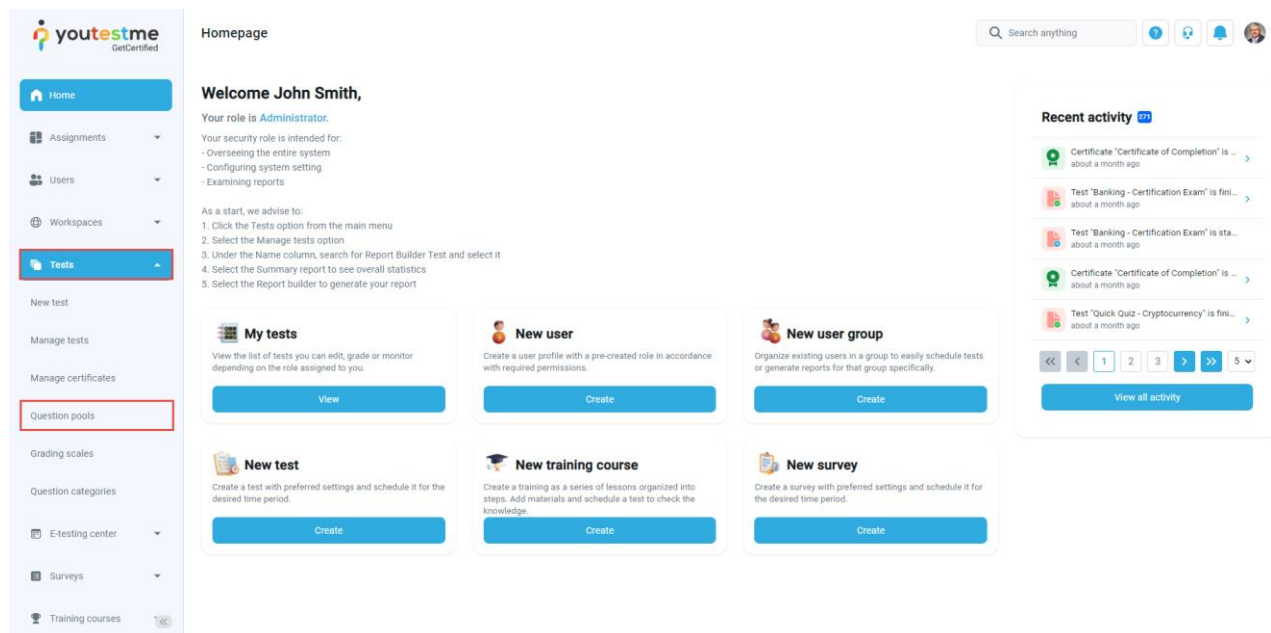 youtestme
GetCertified
Homepage
Search anything
Home
Assignments
Users
Workspaces
Tests
New test
Manage tests
Manage certificates
Question pools
Grading scales
Question categories
E-testing center
Surveys
Training courses
Welcome John Smith,
Your role is Administrator.
Your security role is intended for:
- Overseeing the entire system
- Configuring system setting
- Examining reports
As a start, we advise to:
1. Click the Tests option from the main menu
2. Select the Manage tests option
3. Under the Name column, search for Report Builder Test and select it
4. Select the Summary report to see overall statistics
5. Select the Report builder to generate your report
My tests
View the list of tests you can edit, grade or monitor
depending on the role assigned to you.
View
New user
Create a user profile with a pre-created role in accordance
with required permissions.
Create
New user group
Organize existing users in a group to easily schedule tests
or generate reports for that group specifically.
Create
New test
Create a test with preferred settings and schedule it for the
desired time period.
Create
New training course
Create a training as a series of lessons organized into
steps. Add materials and schedule a test to check the
knowledge.
Create
New survey
Create a survey with preferred settings and schedule it for
the desired time period.
Create
Recent activity 271
Certificate "Certificate of Completion" is ...
about a month ago
Test "Banking - Certification Exam" is fini...
about a month ago
Test "Banking - Certification Exam" is sta...
about a month ago
Certificate "Certificate of Completion" is ...
about a month ago
Test "Quick Quiz - Cryptocurrency" is fini...
about a month ago
1 2 3 5
View all activity